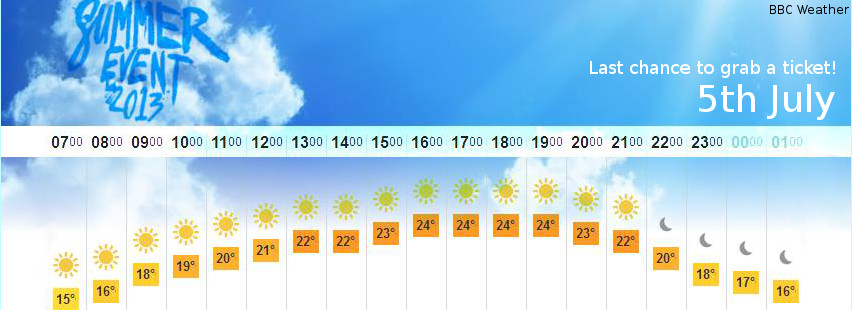 BBC Weather
SUMMER
EVENT
2013
Last chance to grab a ticket!
5th July
0700 0800 0900 1000 1100 1200 1300 1400 1500 1600 1700 1800 1900 2000 2100 2200 2300 0000 0100
15° 16° 18° 19° 20° 21° 22° 22° 23° 24° 24° 24° 24° 23° 22° 20° 18° 17° 16°